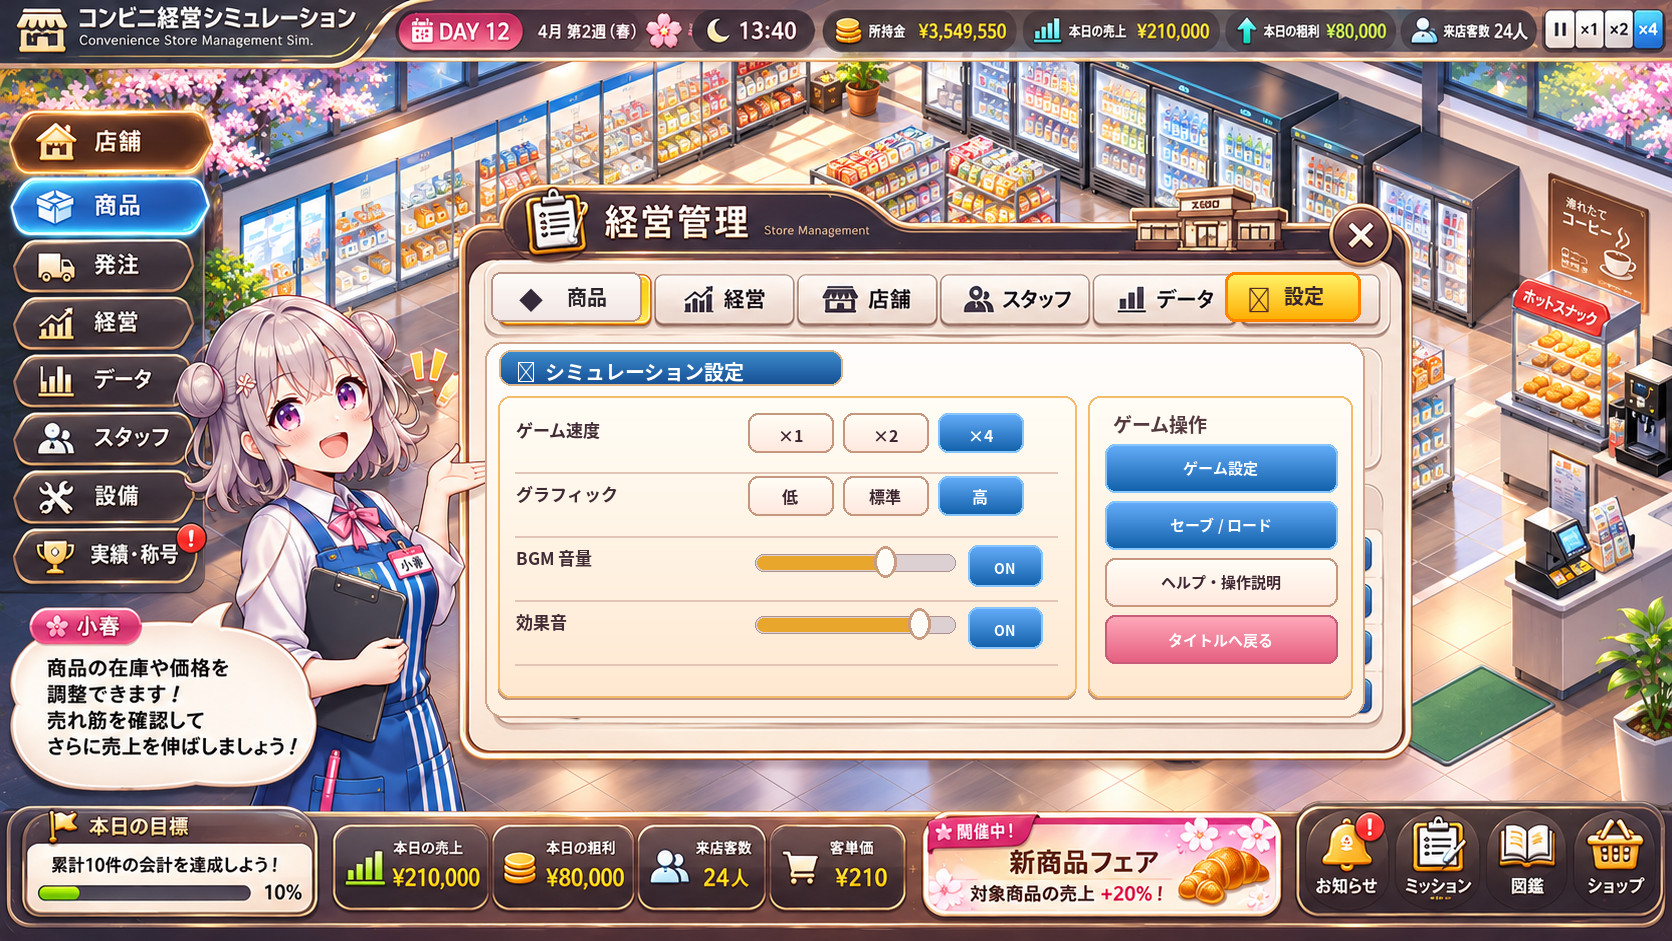 コンビニ経営シミュレーション
Convenience Store Management Sim.
DAY 12
4月 第2週 (春)
13:40
所持金 ¥3,549,550
本日の売上 ¥210,000
本日の粗利 ¥80,000
来店客数 24人
×1
×2
×4
店舗
商品
発注
経営
データ
スタッフ
設備
実績・称号
!
経営管理
Store Management
商品
経営
店舗
スタッフ
データ
設定
シミュレーション設定
ゲーム速度
×1
×2
×4
グラフィック
低
標準
高
BGM 音量
ON
効果音
ON
ゲーム操作
ゲーム設定
セーブ / ロード
ヘルプ・操作説明
タイトルへ戻る
コーヒー
ホットスナック
小春
小春
商品の在庫や価格を
調整できます!
売れ筋を確認して
さらに売上を伸ばしましょう!
本日の目標
累計10件の会計を達成しよう!
10%
本日の売上
¥210,000
本日の粗利
¥80,000
来店客数
24人
客単価
¥210
開催中!
新商品フェア
対象商品の売上 +20%!
!
お知らせ
ミッション
図鑑
ショップ